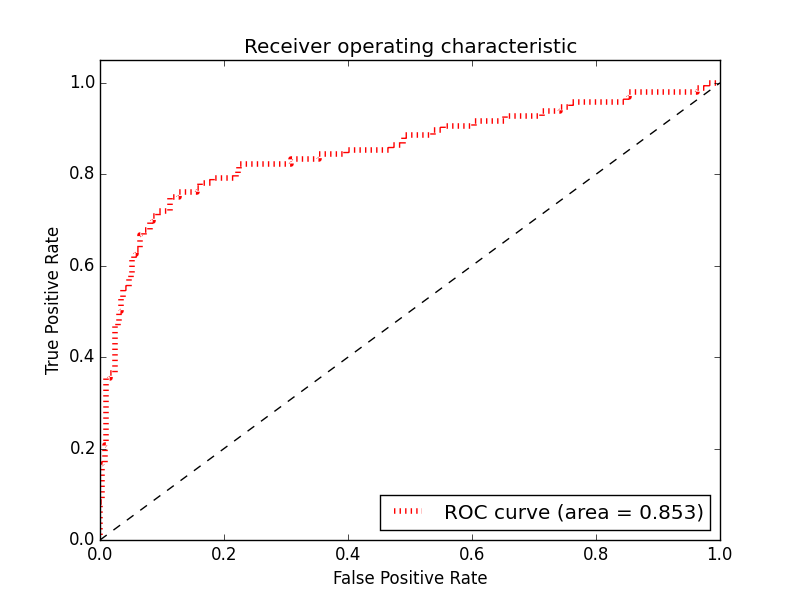 Receiver operating characteristic
True Positive Rate
1.0
0.8
0.6
0.4
0.2
0.0
ROC curve (area = 0.853)
0.0 0.2 0.4 0.6 0.8 1.0
False Positive Rate